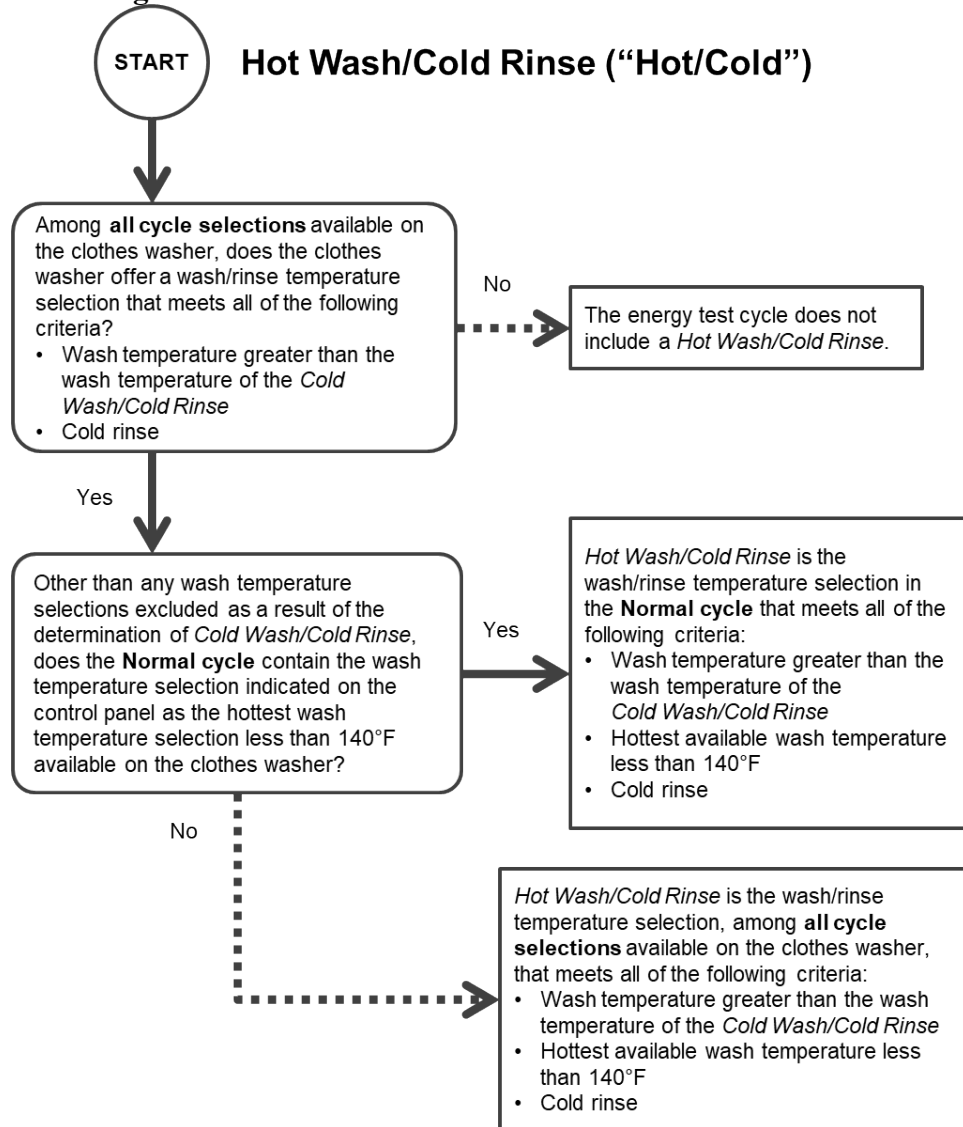 START
Hot Wash/Cold Rinse (“Hot/Cold”)
Among all cycle selections available on
the clothes washer, does the clothes
washer offer a wash/rinse temperature
selection that meets all of the following
criteria?
• Wash temperature greater than the
wash temperature of the Cold
Wash/Cold Rinse
• Cold rinse
No
The energy test cycle does not
include a Hot Wash/Cold Rinse.
Yes
Other than any wash temperature
selections excluded as a result of the
determination of Cold Wash/Cold Rinse,
does the Normal cycle contain the wash
temperature selection indicated on the
control panel as the hottest wash
temperature selection less than 140°F
available on the clothes washer?
Yes
Hot Wash/Cold Rinse is the
wash/rinse temperature selection in
the Normal cycle that meets all of the
following criteria:
• Wash temperature greater than the
wash temperature of the
Cold Wash/Cold Rinse
• Hottest available wash temperature
less than 140°F
• Cold rinse
No
Hot Wash/Cold Rinse is the wash/rinse
temperature selection, among all cycle
selections available on the clothes washer,
that meets all of the following criteria:
• Wash temperature greater than the wash
temperature of the Cold Wash/Cold Rinse
• Hottest available wash temperature less
than 140°F
• Cold rinse